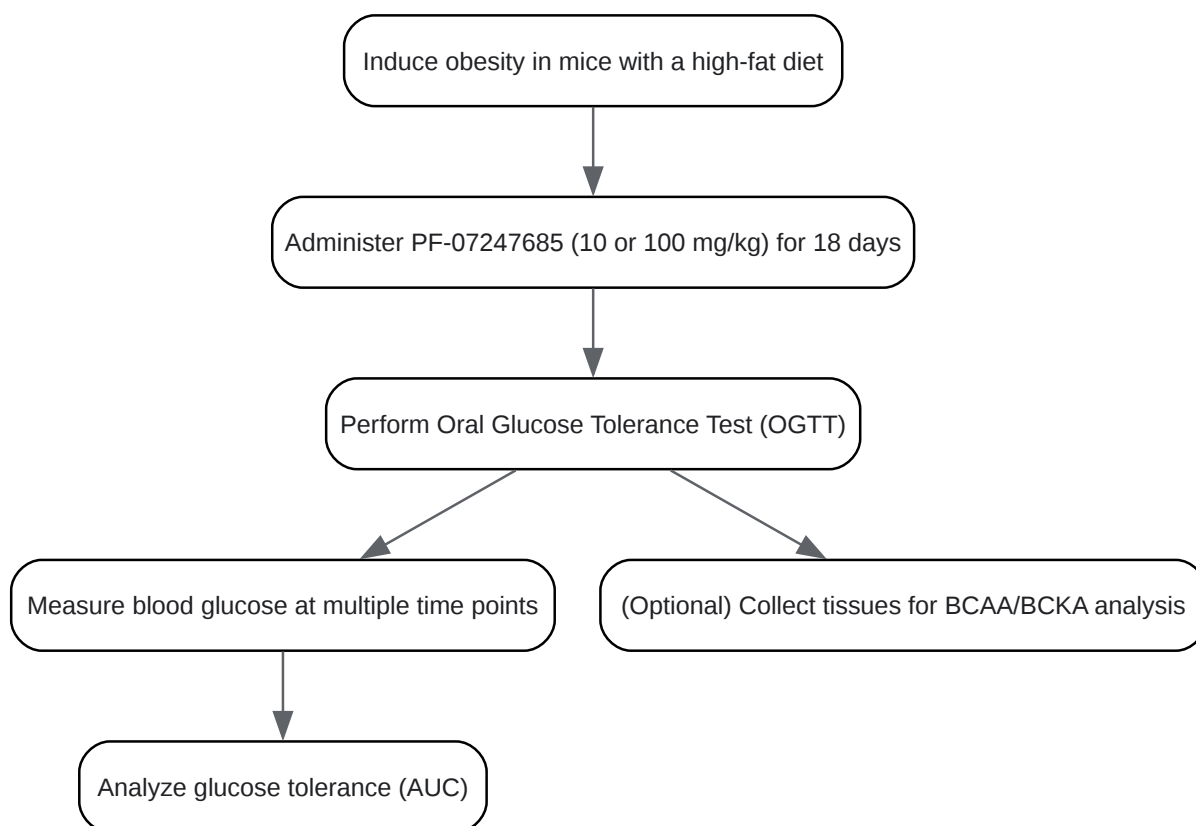 Induce obesity in mice with a high-fat diet
Administer PF-07247685 (10 or 100 mg/kg) for 18 days
Perform Oral Glucose Tolerance Test (OGTT)
Measure blood glucose at multiple time points
(Optional) Collect tissues for BCAA/BCKA analysis
Analyze glucose tolerance (AUC)